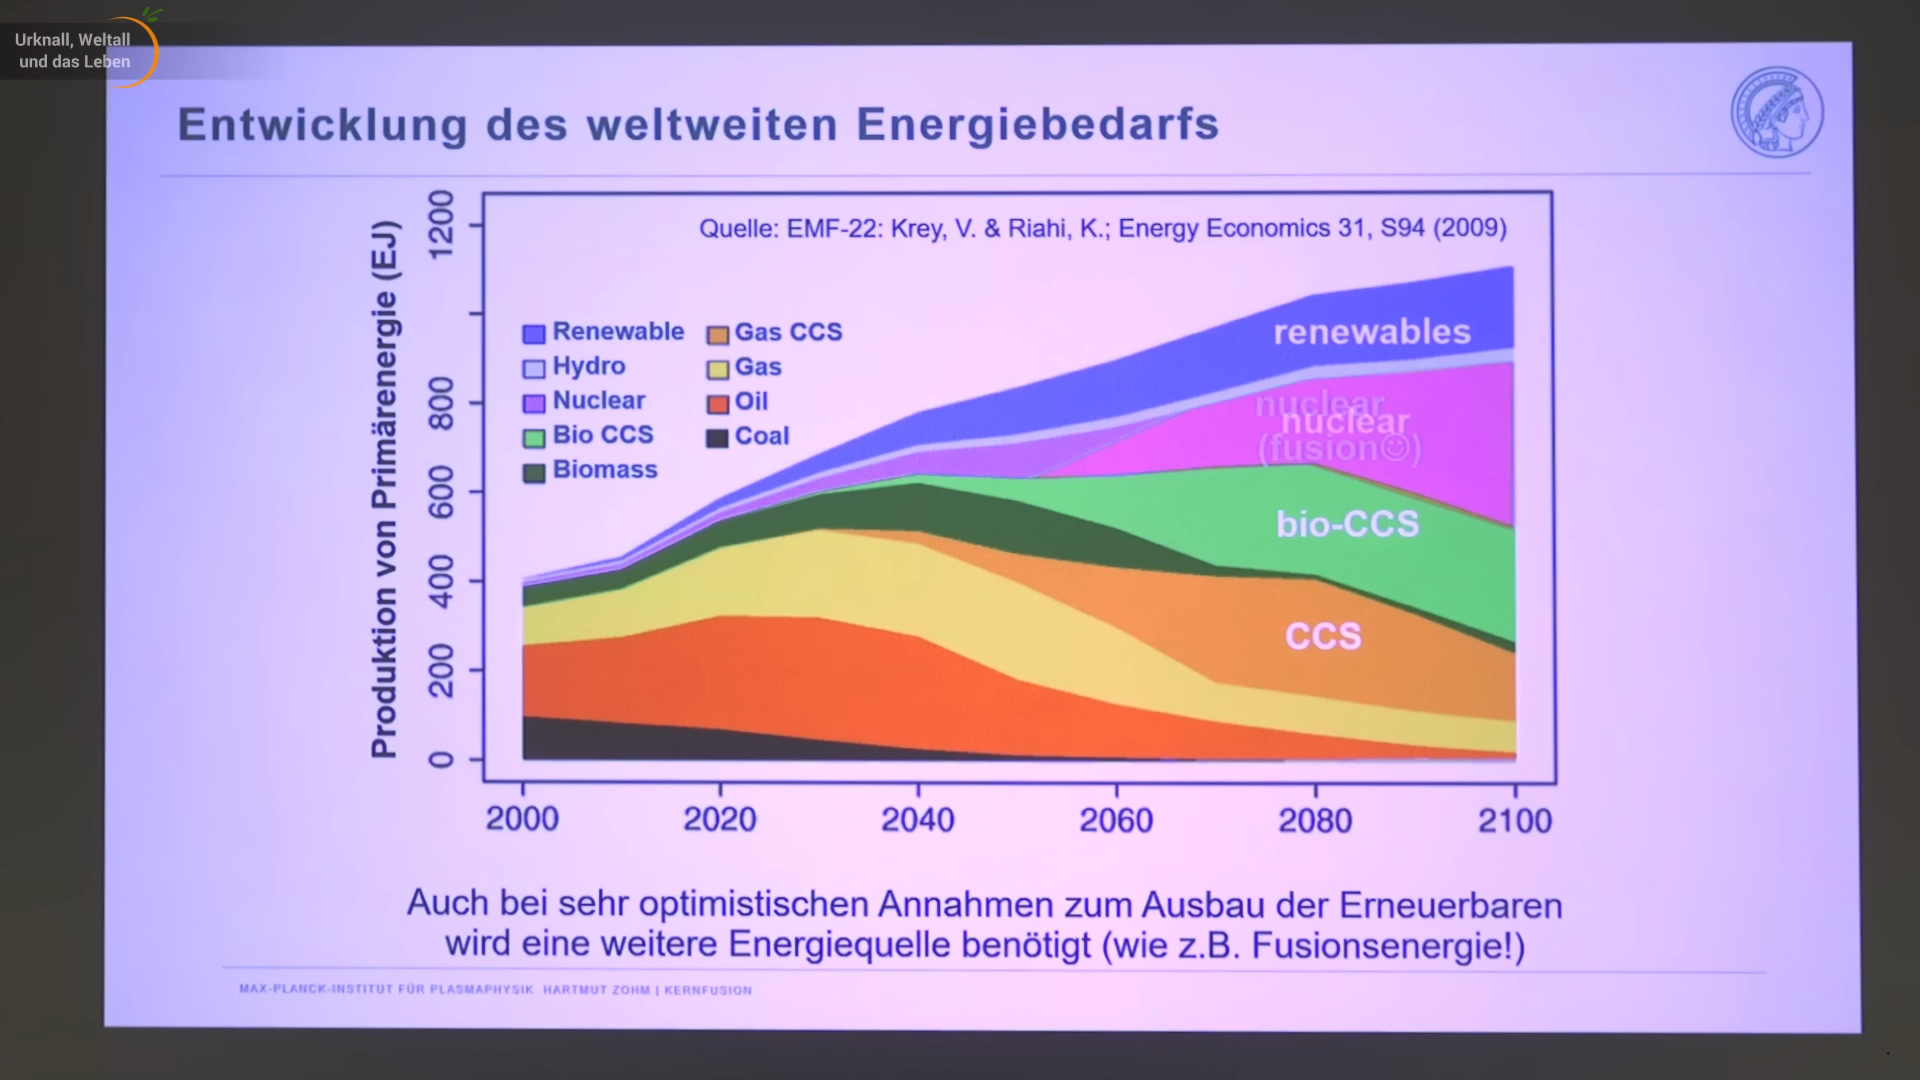 Urknall, Weltall
und das Leben
Entwicklung des weltweiten Energiebedarfs
Quelle: EMF-22: Krey, V. & Riahi, K.; Energy Economics 31, S94 (2009)
Produktion von Primärenergie (EJ)
1200
800
600
400
200
0
Renewable
Hydro
Nuclear
Bio CCS
Biomass
Gas CCS
Gas
Oil
Coal
renewables
nuclear
nuclear
(fusion☺)
bio-CCS
CCS
2000 2020 2040 2060 2080 2100
Auch bei sehr optimistischen Annahmen zum Ausbau der Erneuerbaren
wird eine weitere Energiequelle benötigt (wie z.B. Fusionsenergie!)
MAX-PLANCK-INSTITUT FÜR PLASMAPHYSIK HARTMUT ZOHM | KERNFUSION